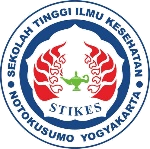 SEKOLAH TINGGI ILMU KESEHATAN
STIKES
NOTOKUSUMO YOGYAKARTA